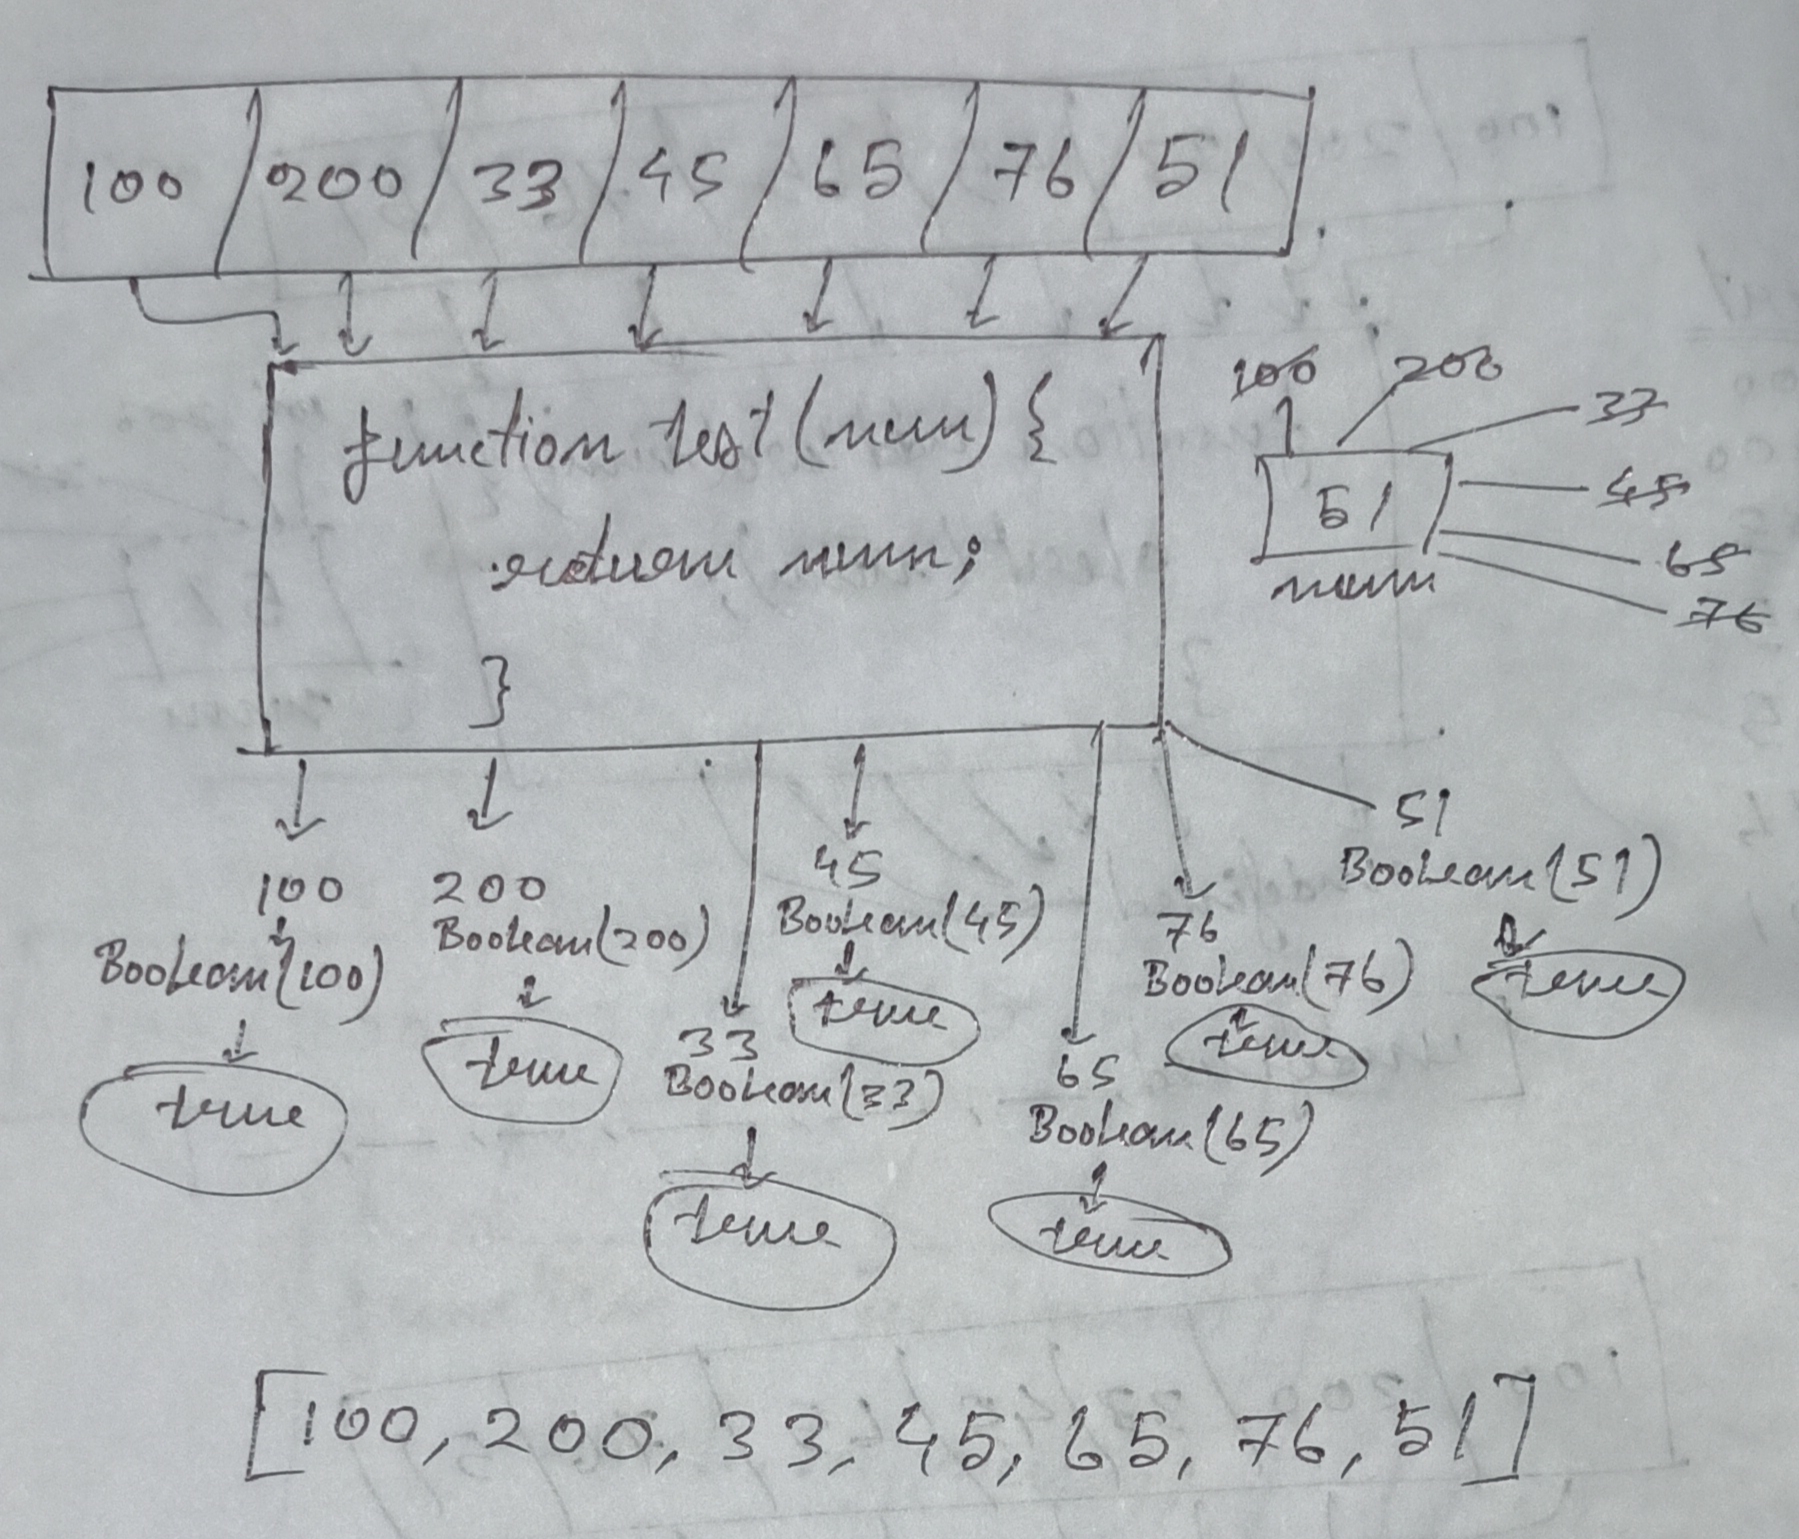 100 200 33 45 65 76 51
function test (num) {
return num;
}
100 200
33
45
65
76
51
num
100
Boolean(100)
true
200
Boolean(200)
true
33
Boolean(33)
true
45
Boolean(45)
true
65
Boolean(65)
true
76
Boolean(76)
true
51
Boolean(51)
true
[100, 200, 33, 45, 65, 76, 51]